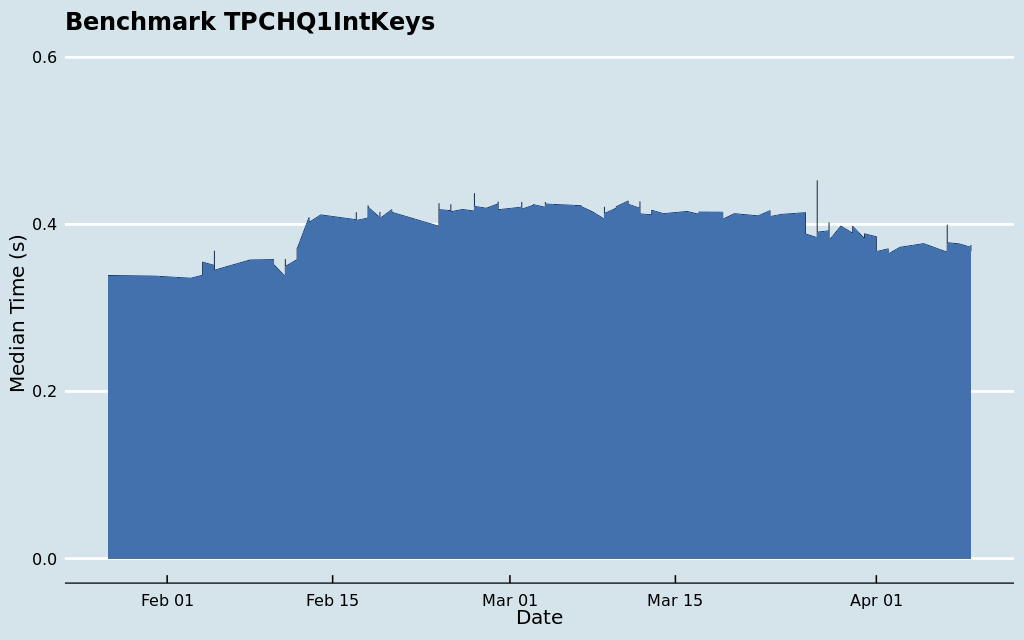 Benchmark TPCHQ1IntKeys
0.6
0.4
0.2
0.0
Median Time (s)
Feb 01
Feb 15
Mar 01
Mar 15
Apr 01
Date